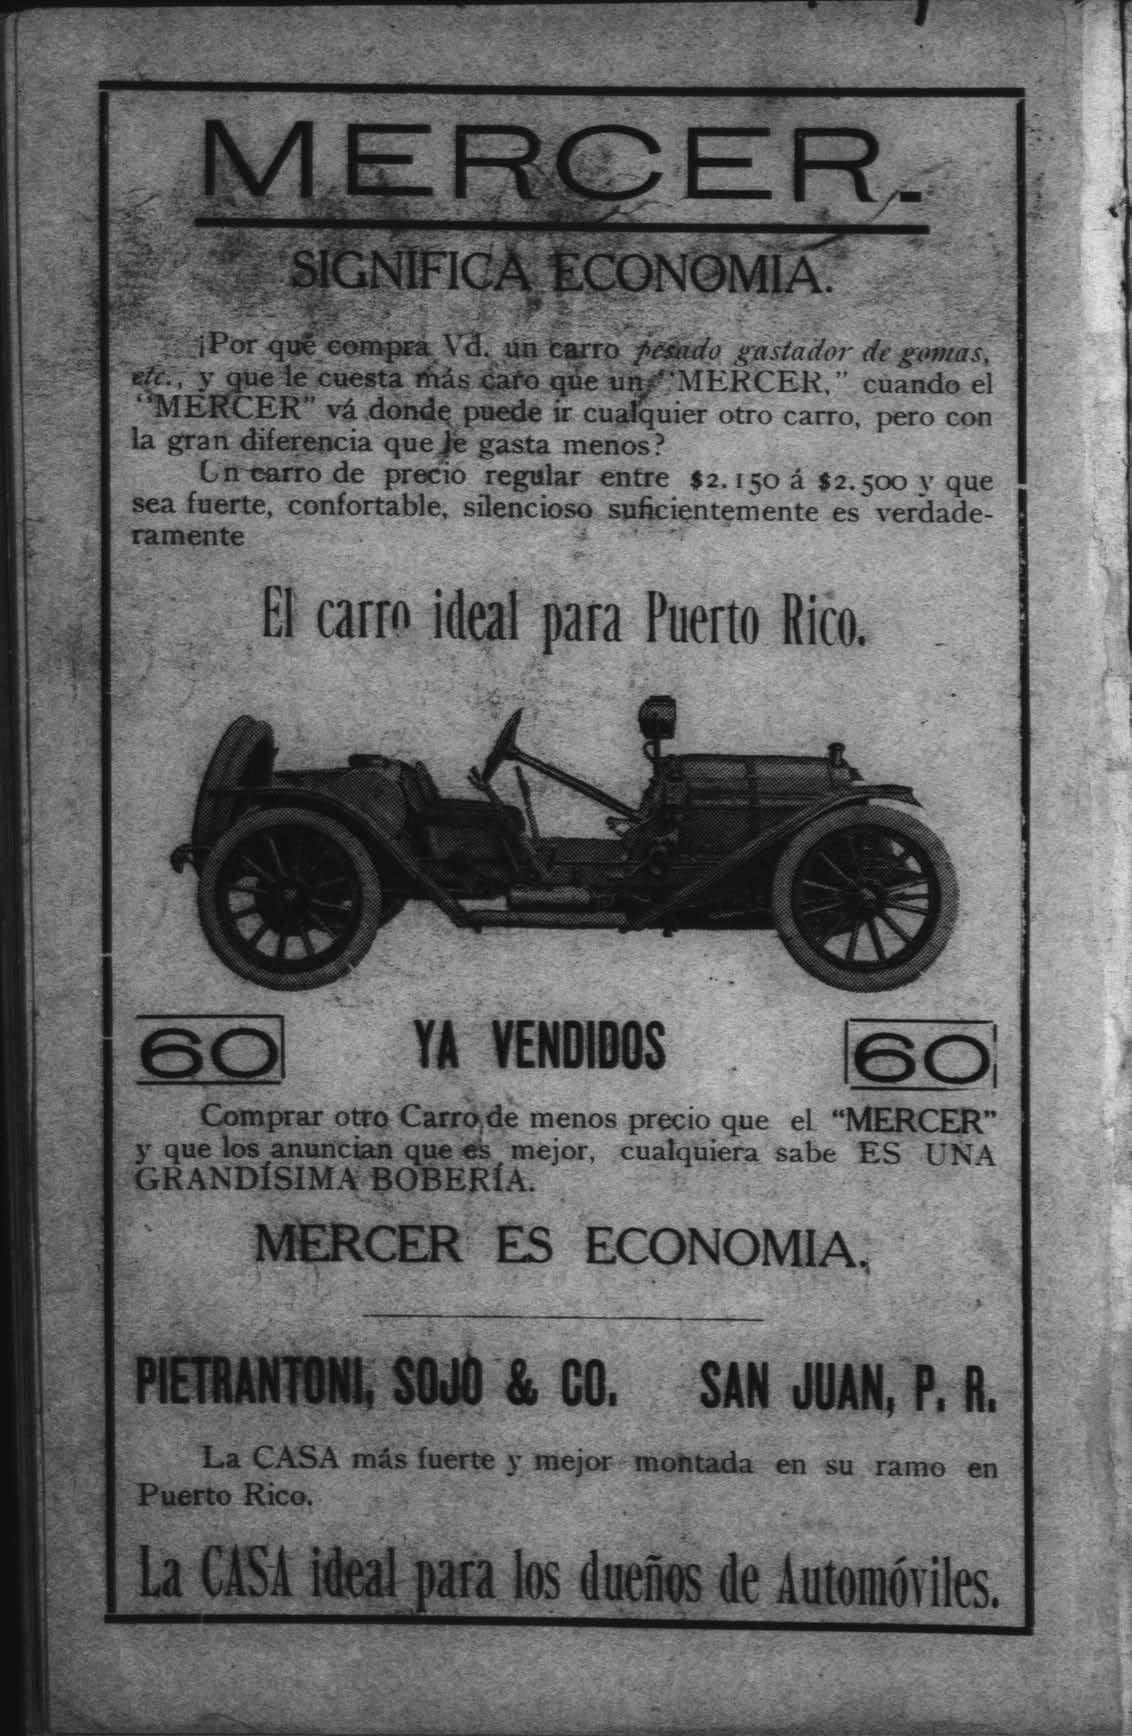 MERCER.
SIGNIFICA ECONOMIA.
¡Por qué compra Vd. un carro pesado gastador de gomas,
etc., y que le cuesta más caro que un "MERCER," cuando el
"MERCER" vá donde puede ir cualquier otro carro, pero con
la gran diferencia que le gasta menos?
Un carro de precio regular entre $2.150 á $2.500 y que
sea fuerte, confortable, silencioso suficientemente es verdade-
ramente
El carro ideal para Puerto Rico.
60 YA VENDIDOS 60
Comprar otro Carro de menos precio que el "MERCER"
y que los anuncian que es mejor, cualquiera sabe ES UNA
GRANDÍSIMA BOBERÍA.
MERCER ES ECONOMIA.
PIETRANTONI, SOJO & CO. SAN JUAN, P. R.
La CASA más fuerte y mejor montada en su ramo en
Puerto Rico.
La CASA ideal para los dueños de Automóviles.